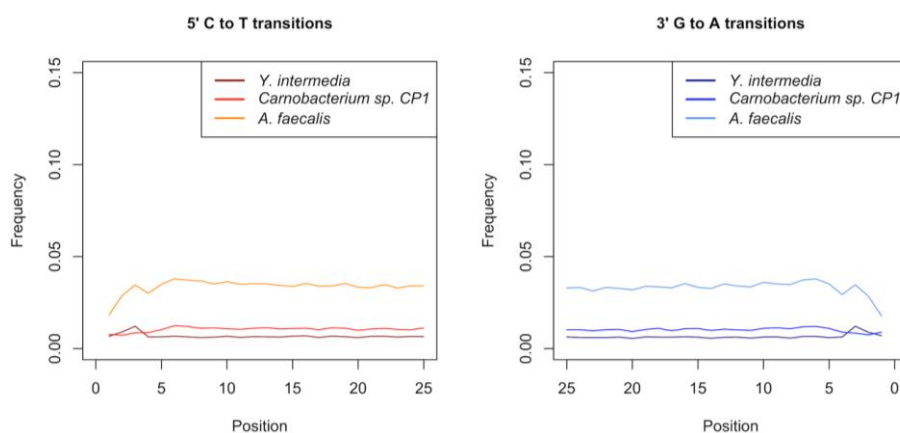 5' C to T transitions
Y. intermedia
Carnobacterium sp. CP1
A. faecalis
0.15
0.10
0.05
0.00
Frequency
0 5 10 15 20 25
Position
3' G to A transitions
Y. intermedia
Carnobacterium sp. CP1
A. faecalis
0.15
0.10
0.05
0.00
Frequency
25 20 15 10 5 0
Position